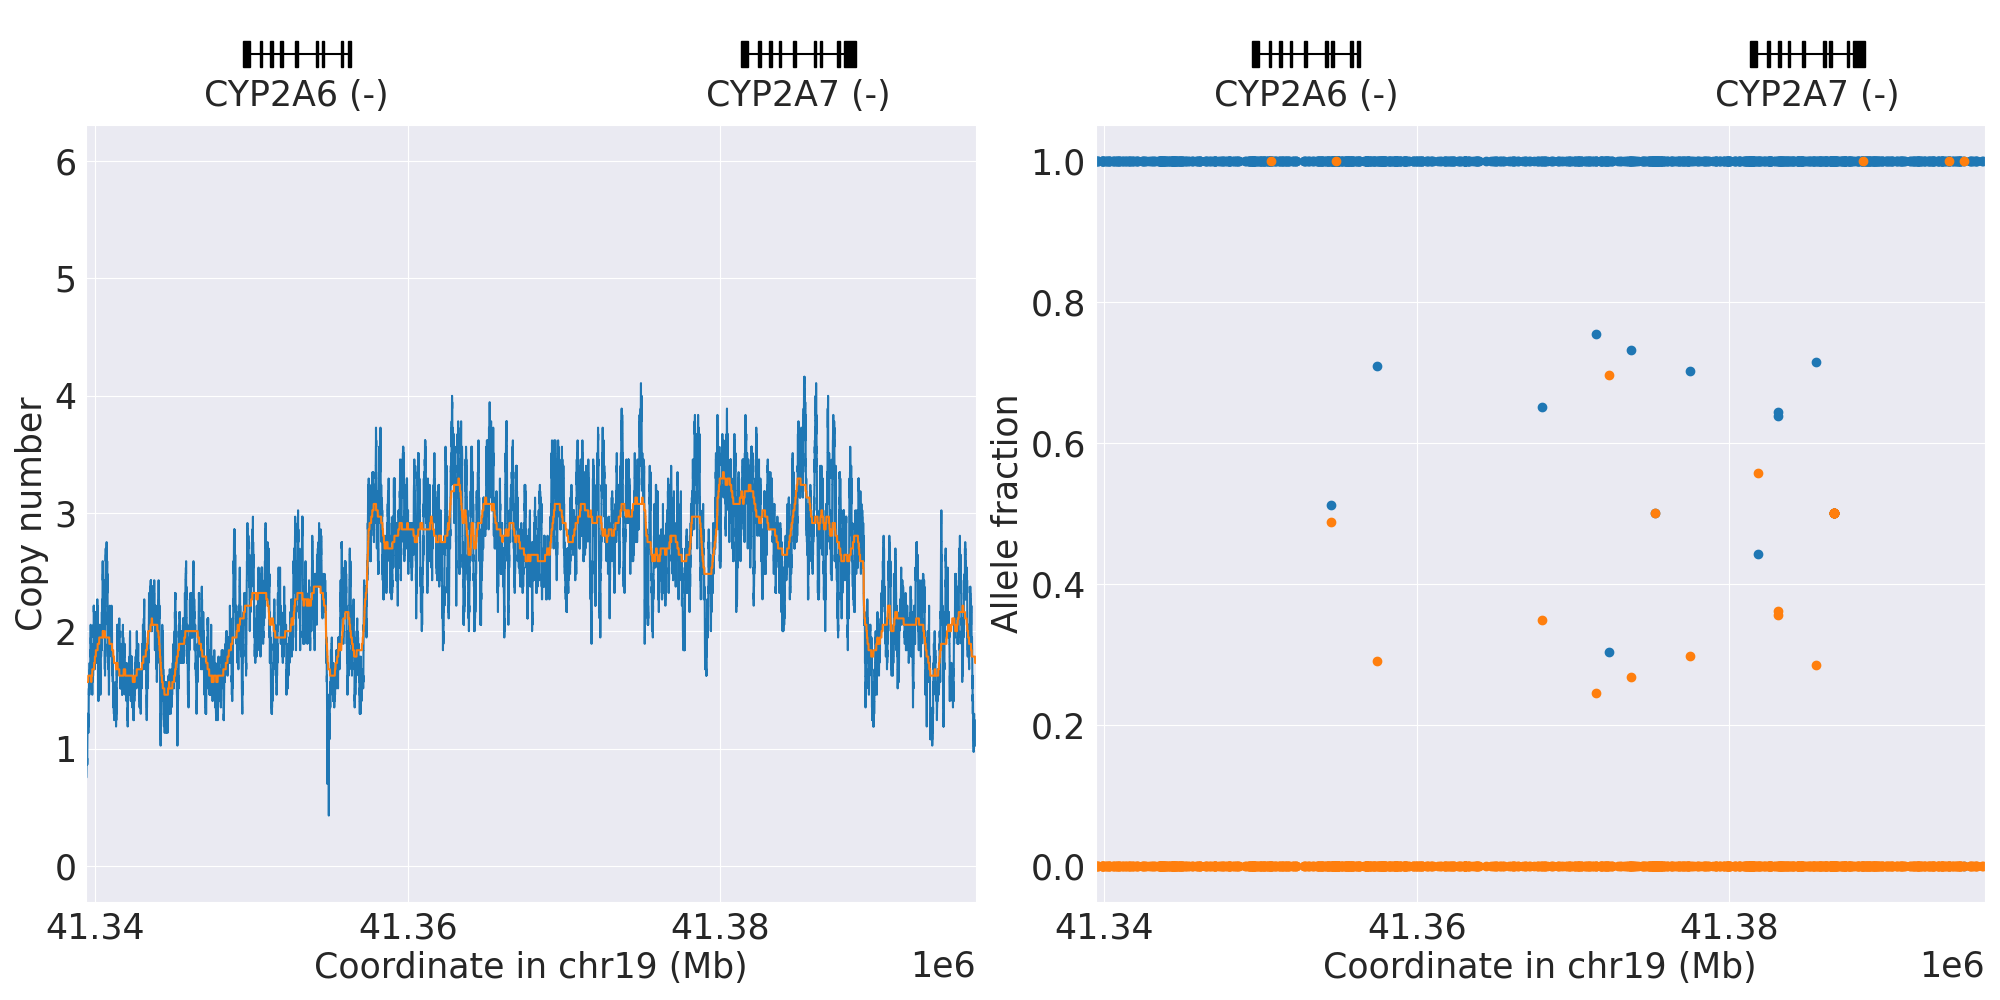 CYP2A6 (-)
CYP2A7 (-)
6
5
4
3
2
1
0
Copy number
41.34
41.36
41.38
Coordinate in chr19 (Mb)
1e6
CYP2A6 (-)
CYP2A7 (-)
1.0
0.8
0.6
0.4
0.2
0.0
Allele fraction
41.34
41.36
41.38
Coordinate in chr19 (Mb)
1e6